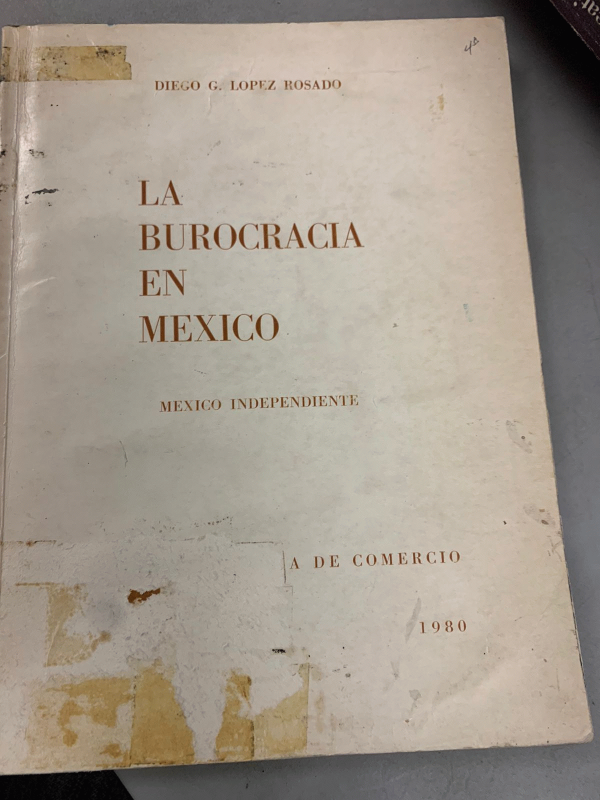 DIEGO G. LOPEZ ROSADO
LA
BUROCRACIA
EN
MEXICO
MEXICO INDEPENDIENTE
A DE COMERCIO
1980